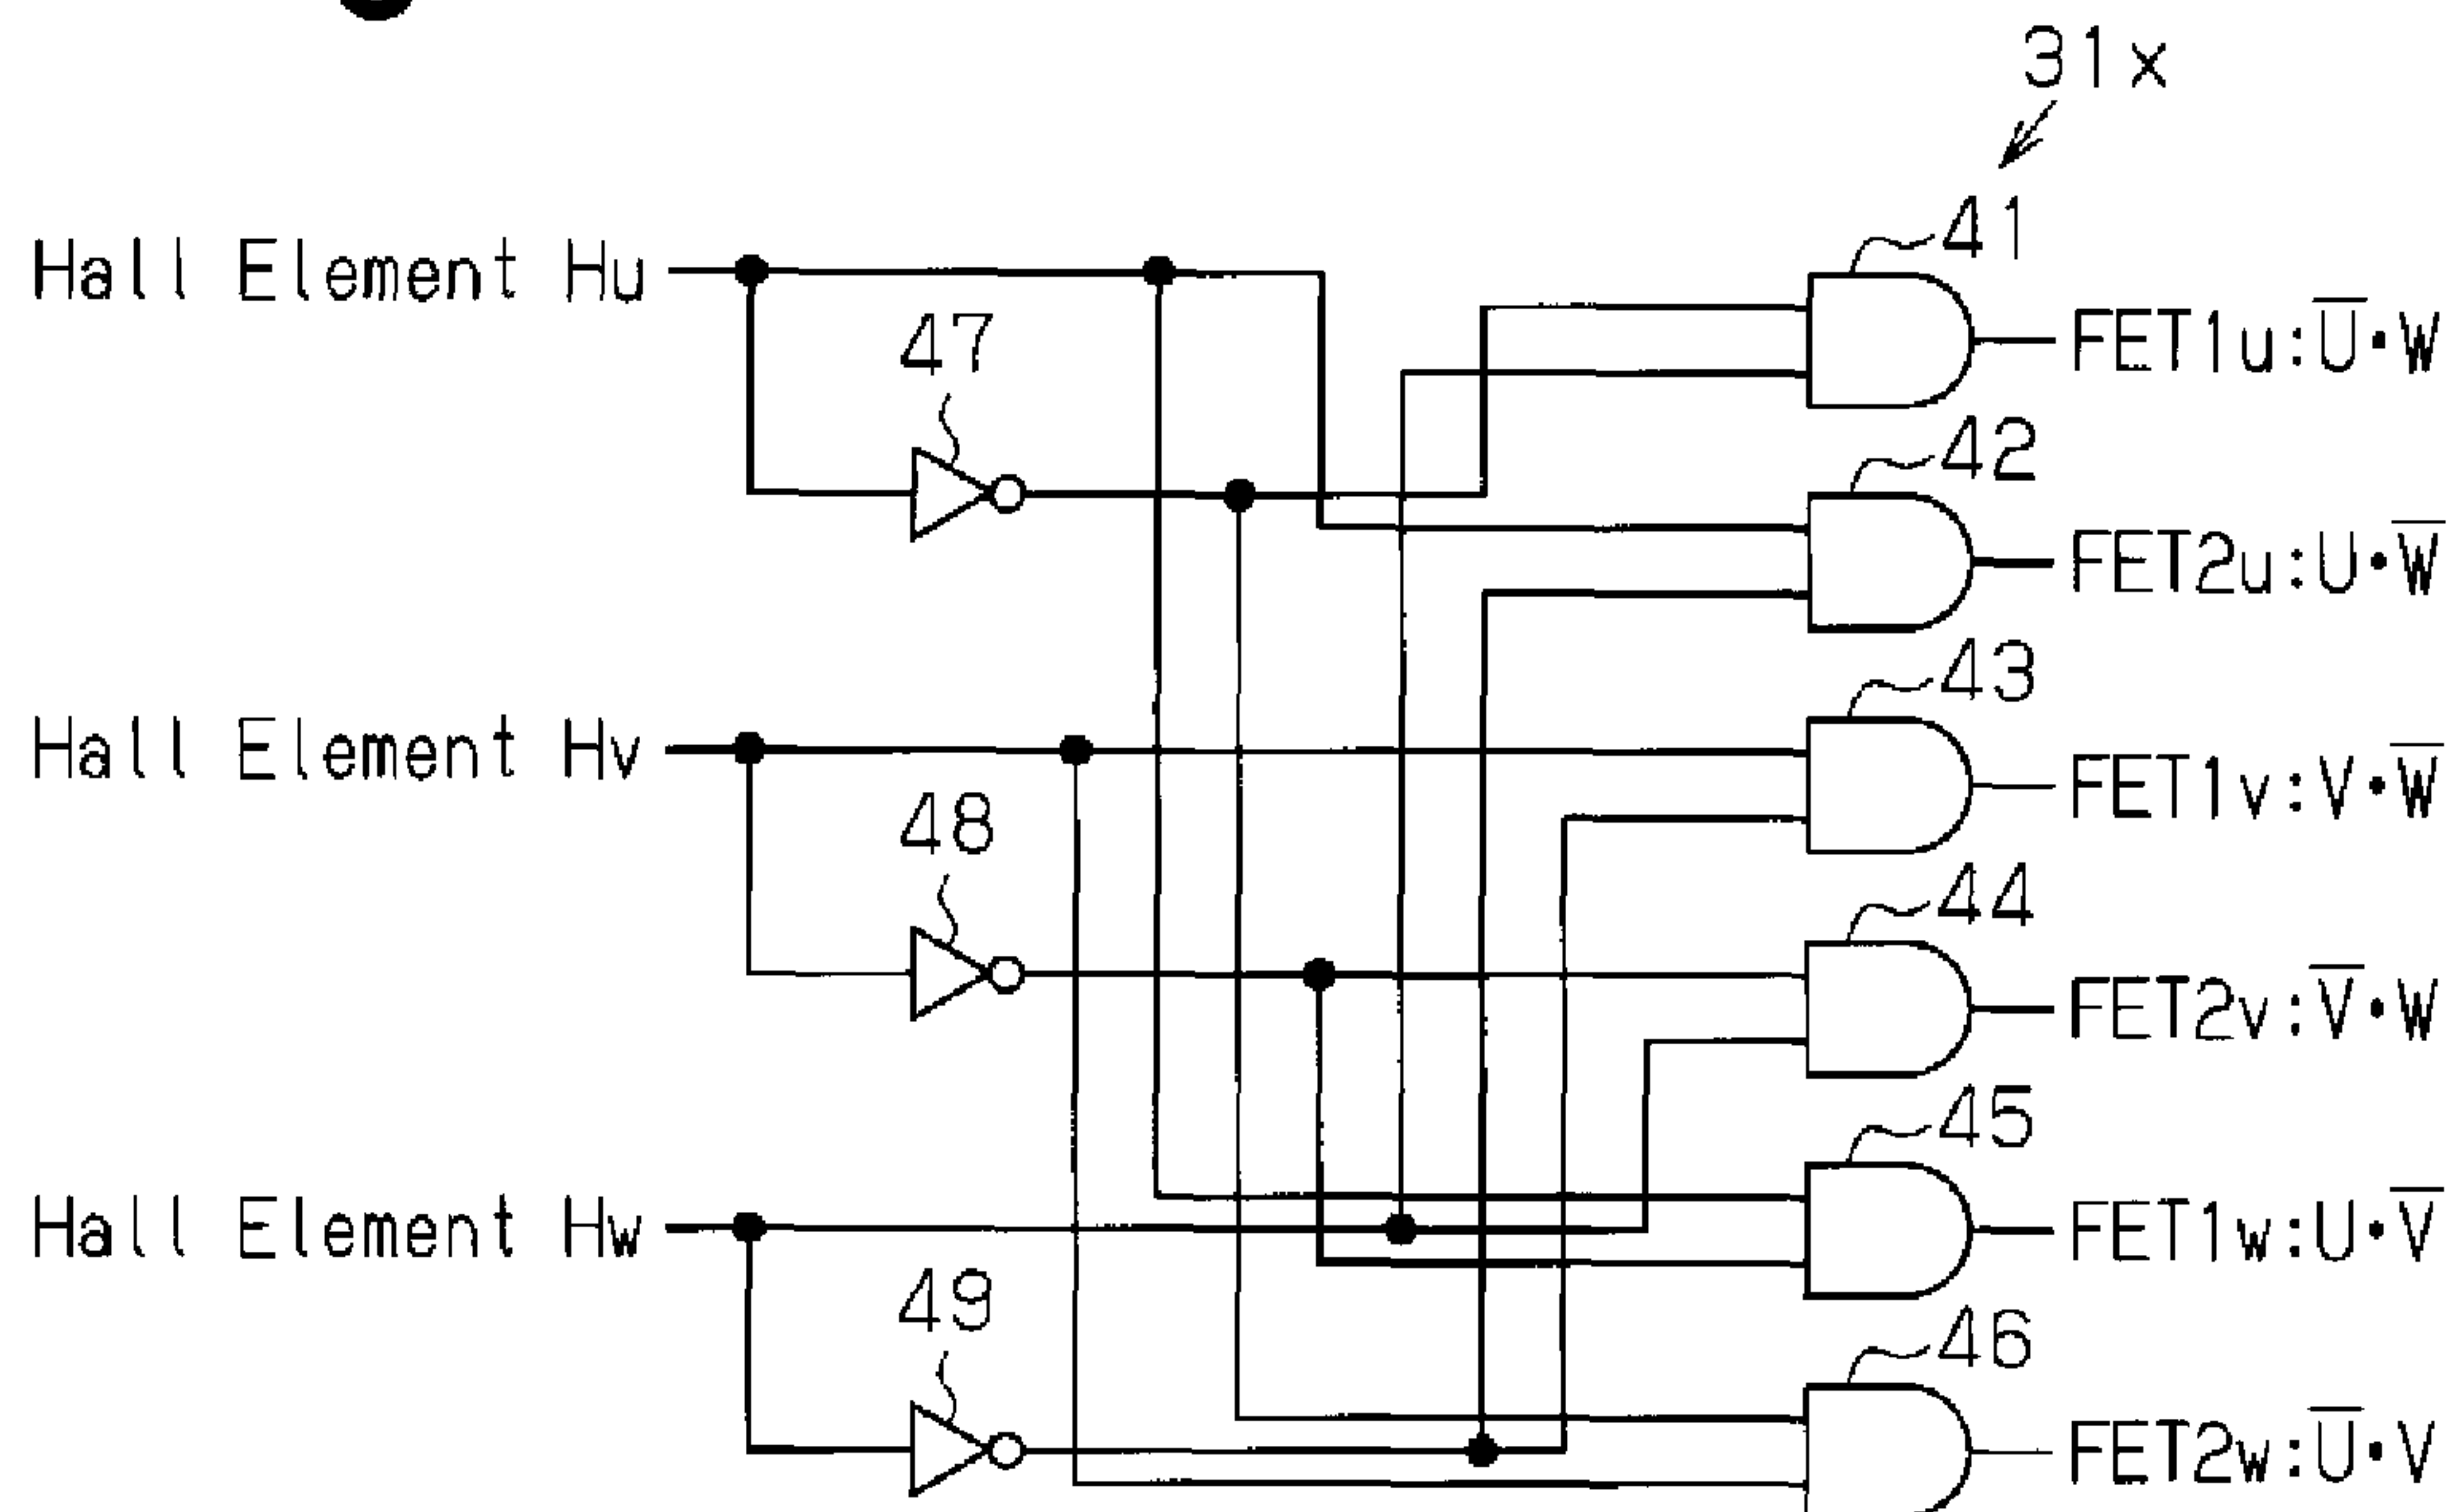 31x
41
Hall Element Hu
47
FET1u:U̅·W
42
FET2u:U·W̅
43
Hall Element Hv
FET1v:V·W̅
48
44
FET2v:V̅·W
45
Hall Element Hw
FET1w:U·V̅
49
46
FET2w:U̅·V